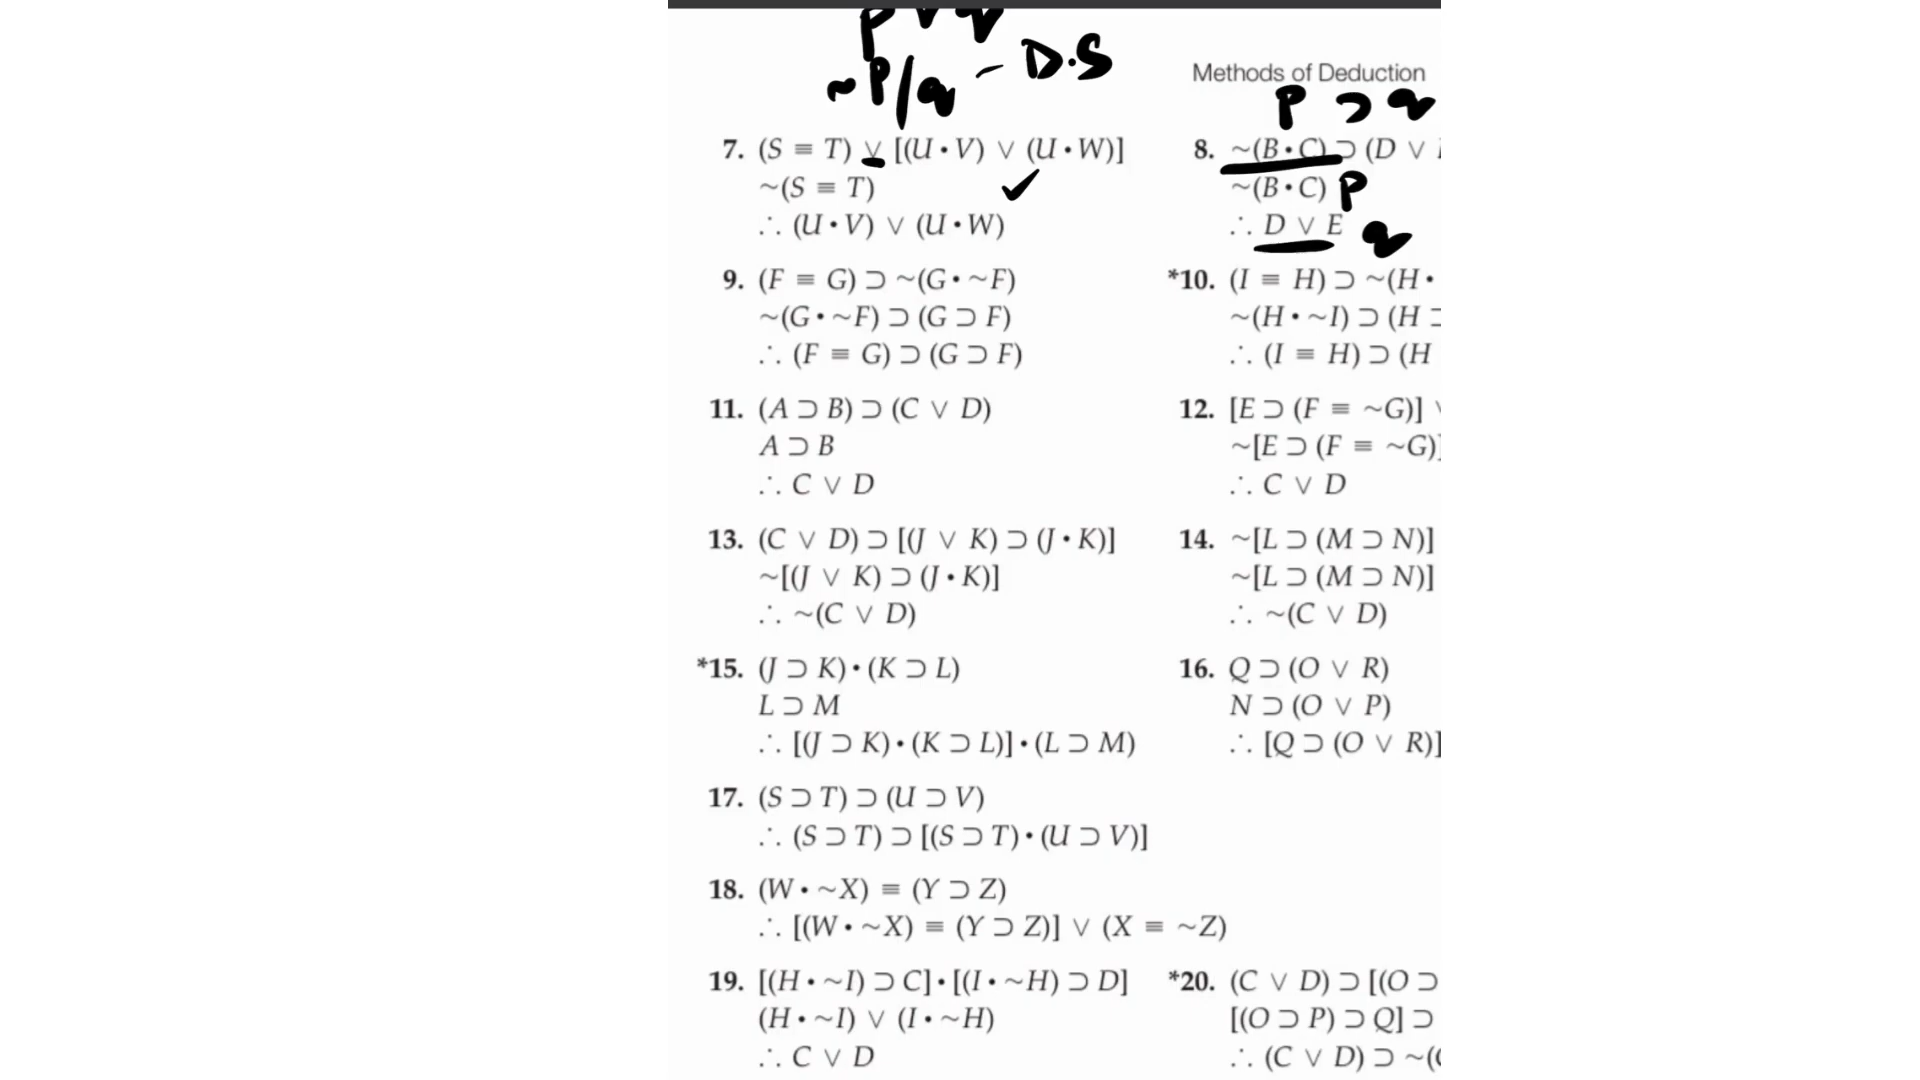 p v q
~P/q - D.S
Methods of Deduction
P ⊃ q
7. (S ≡ T) ∨ [(U • V) ∨ (U • W)]
~(S ≡ T)
∴ (U • V) ∨ (U • W)
8. ~(B • C) ⊃ (D ∨
~(B • C) P
∴ D ∨ E q
9. (F ≡ G) ⊃ ~(G • ~F)
~(G • ~F) ⊃ (G ⊃ F)
∴ (F ≡ G) ⊃ (G ⊃ F)
*10. (I ≡ H) ⊃ ~(H •
~(H • ~I) ⊃ (H ⊃
∴ (I ≡ H) ⊃ (H
11. (A ⊃ B) ⊃ (C ∨ D)
A ⊃ B
∴ C ∨ D
12. [E ⊃ (F ≡ ~G)] ∨
~[E ⊃ (F ≡ ~G)]
∴ C ∨ D
13. (C ∨ D) ⊃ [(J ∨ K) ⊃ (J • K)]
~[(J ∨ K) ⊃ (J • K)]
∴ ~(C ∨ D)
14. ~[L ⊃ (M ⊃ N)]
~[L ⊃ (M ⊃ N)]
∴ ~(C ∨ D)
*15. (J ⊃ K) • (K ⊃ L)
L ⊃ M
∴ [(J ⊃ K) • (K ⊃ L)] • (L ⊃ M)
16. Q ⊃ (O ∨ R)
N ⊃ (O ∨ P)
∴ [Q ⊃ (O ∨ R)]
17. (S ⊃ T) ⊃ (U ⊃ V)
∴ (S ⊃ T) ⊃ [(S ⊃ T) • (U ⊃ V)]
18. (W • ~X) ≡ (Y ⊃ Z)
∴ [(W • ~X) ≡ (Y ⊃ Z)] ∨ (X ≡ ~Z)
19. [(H • ~I) ⊃ C] • [(I • ~H) ⊃ D]
(H • ~I) ∨ (I • ~H)
∴ C ∨ D
*20. (C ∨ D) ⊃ [(O ⊃
[(O ⊃ P) ⊃ Q] ⊃
∴ (C ∨ D) ⊃ ~(